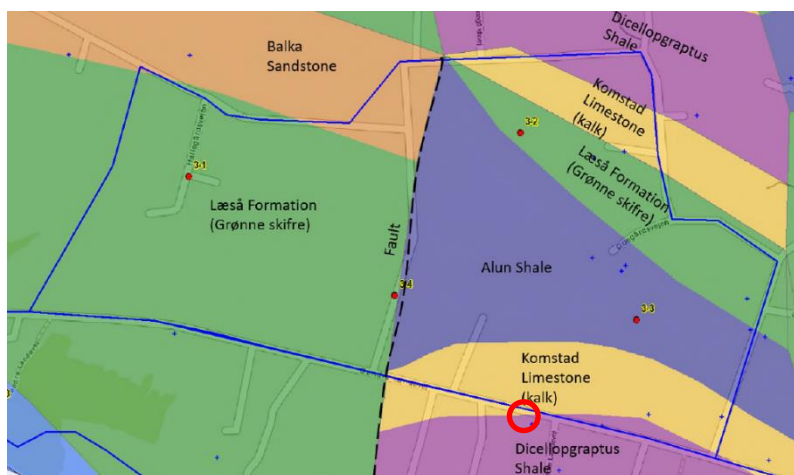 Balka
Sandstone
Dicellopgraptus
Shale
Komstad
Limestone
(kalk)
3-2
3-1
Læså Formation
(Grønne skifre)
Læså Formation
(Grønne skifre)
Fault
Alun Shale
3-4
3-3
Komstad
Limestone
(kalk)
Dicellopgraptus
Shale